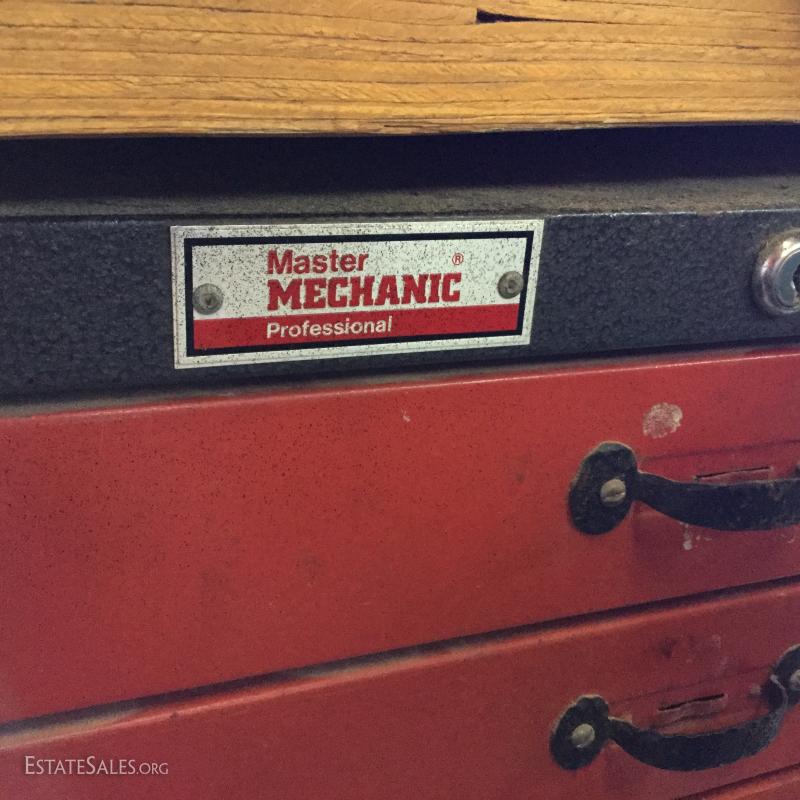 Master ®
MECHANIC
Professional
ESTATESALES.ORG